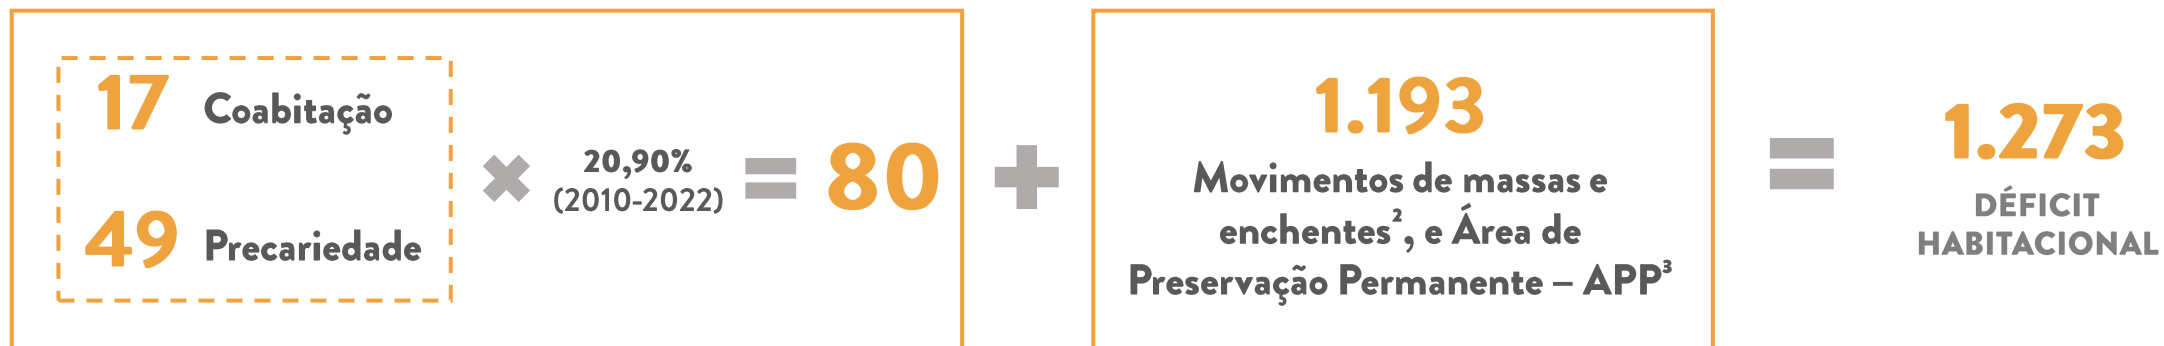 17 Coabitação
49 Precariedade
×
20,90%
(2010-2022)
=
80
+
1.193
Movimentos de massas e
enchentes², e Área de
Preservação Permanente – APP³
=
1.273
DÉFICIT
HABITACIONAL